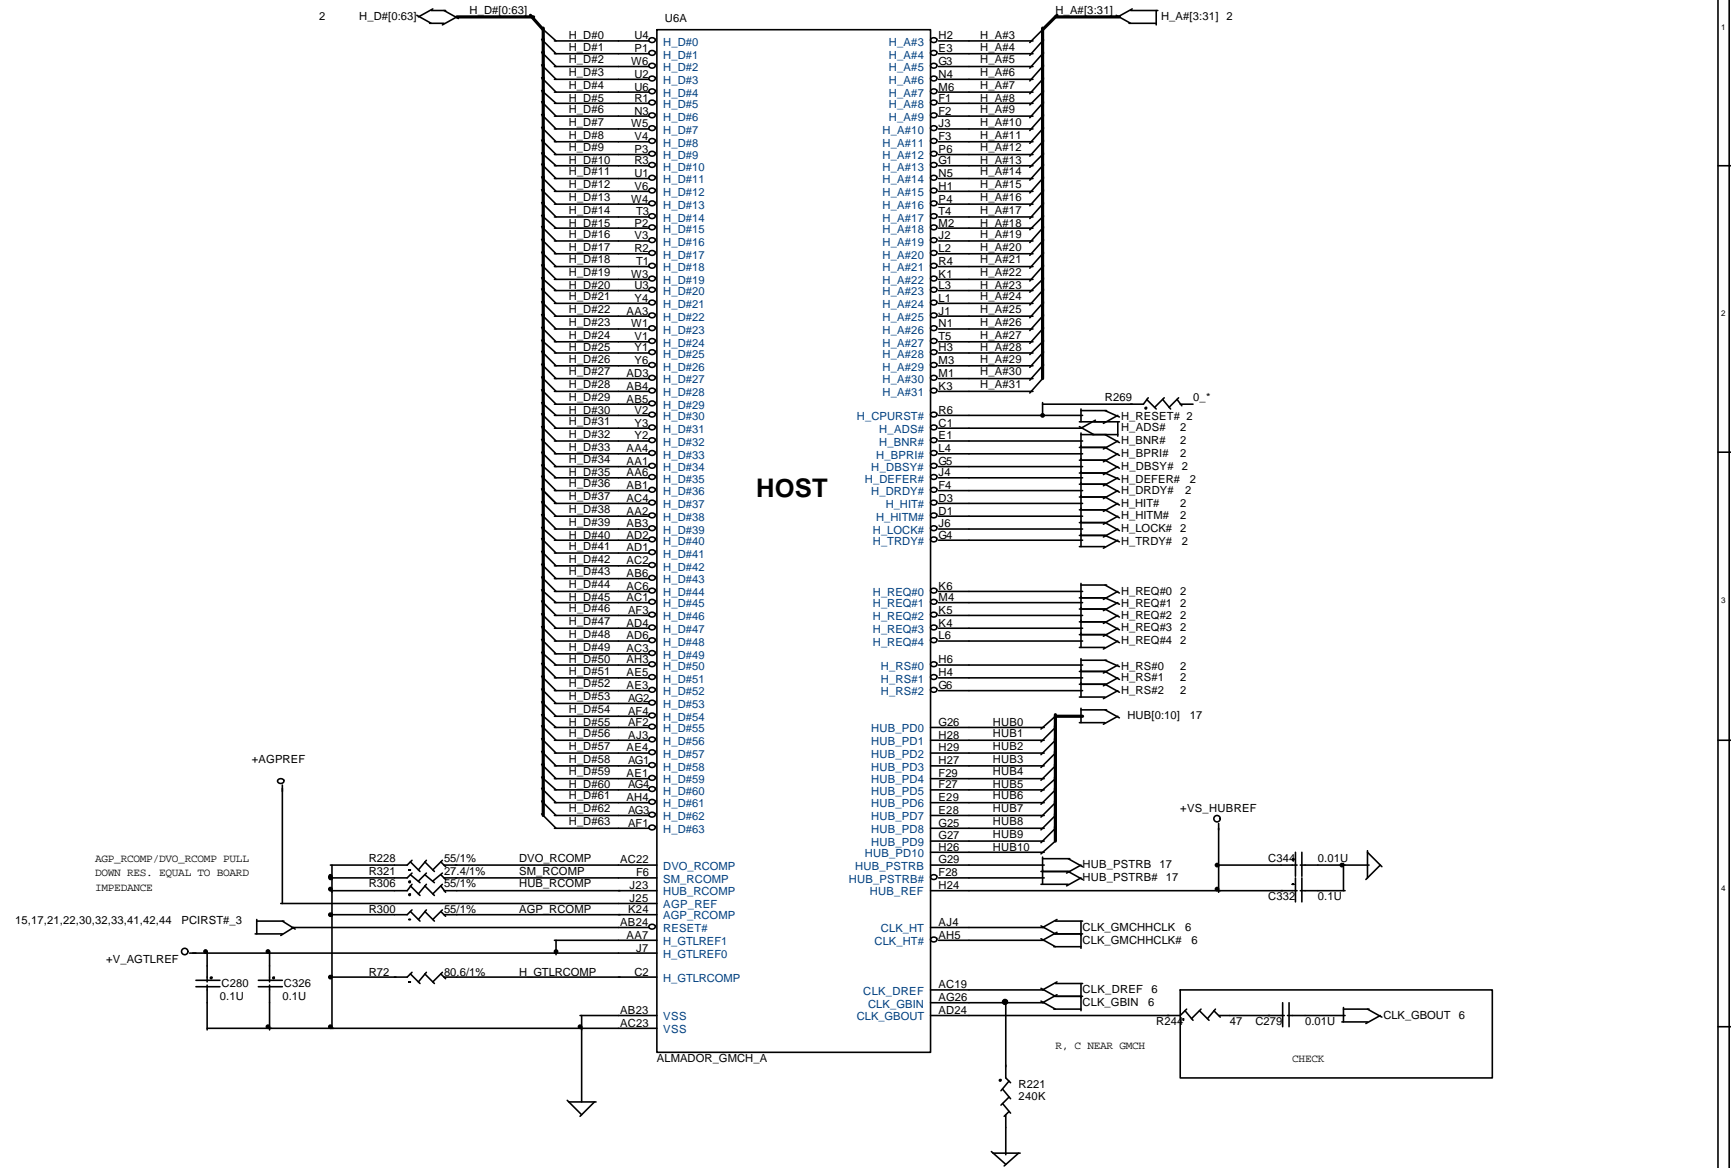 2 H_D#[0:63] H_D#[0:63] U6A H_A#[3:31] H_A#[3:31] 2
H_D#0 U4 H_D#0 H_A#3 H2 H_A#3
H_D#1 P1 H_D#1 H_A#4 E3 H_A#4
H_D#2 W6 H_D#2 H_A#5 G3 H_A#5
H_D#3 U2 H_D#3 H_A#6 N4 H_A#6
H_D#4 U6 H_D#4 H_A#7 M6 H_A#7
H_D#5 R1 H_D#5 H_A#8 F1 H_A#8
H_D#6 N3 H_D#6 H_A#9 F2 H_A#9
H_D#7 W5 H_D#7 H_A#10 J3 H_A#10
H_D#8 V4 H_D#8 H_A#11 F3 H_A#11
H_D#9 P3 H_D#9 H_A#12 P6 H_A#12
H_D#10 R3 H_D#10 H_A#13 G1 H_A#13
H_D#11 U1 H_D#11 H_A#14 N5 H_A#14
H_D#12 V6 H_D#12 H_A#15 H1 H_A#15
H_D#13 W4 H_D#13 H_A#16 P4 H_A#16
H_D#14 T3 H_D#14 H_A#17 T4 H_A#17
H_D#15 P2 H_D#15 H_A#18 M2 H_A#18
H_D#16 V3 H_D#16 H_A#19 J2 H_A#19
H_D#17 R2 H_D#17 H_A#20 L2 H_A#20
H_D#18 T1 H_D#18 H_A#21 R4 H_A#21
H_D#19 W3 H_D#19 H_A#22 K1 H_A#22
H_D#20 U3 H_D#20 H_A#23 L3 H_A#23
H_D#21 Y4 H_D#21 H_A#24 L1 H_A#24
H_D#22 AA3 H_D#22 H_A#25 J1 H_A#25
H_D#23 W1 H_D#23 H_A#26 N1 H_A#26
H_D#24 V1 H_D#24 H_A#27 T5 H_A#27
H_D#25 Y1 H_D#25 H_A#28 H3 H_A#28
H_D#26 Y6 H_D#26 H_A#29 M3 H_A#29
H_D#27 AD3 H_D#27 H_A#30 M1 H_A#30
H_D#28 AB4 H_D#28 H_A#31 K3 H_A#31
H_D#29 AB5 H_D#29 R269 0_*
H_D#30 V2 H_D#30 H_CPURST# R6 H_RESET# 2
H_D#31 Y3 H_D#31 H_ADS# C1 H_ADS# 2
H_D#32 Y2 H_D#32 H_BNR# E1 H_BNR# 2
H_D#33 AA4 H_D#33 H_BPRI# L4 H_BPRI# 2
H_D#34 AA1 H_D#34 H_DBSY# G5 H_DBSY# 2
H_D#35 AA6 H_D#35 H_DEFER# J4 H_DEFER# 2
H_D#36 AB1 H_D#36 HOST H_DRDY# F4 H_DRDY# 2
H_D#37 AC4 H_D#37 H_HIT# D3 H_HIT# 2
H_D#38 AA2 H_D#38 H_HITM# D1 H_HITM# 2
H_D#39 AB3 H_D#39 H_LOCK# J6 H_LOCK# 2
H_D#40 AD2 H_D#40 H_TRDY# G4 H_TRDY# 2
H_D#41 AD1 H_D#41
H_D#42 AC2 H_D#42
H_D#43 AB6 H_D#43
H_D#44 AC6 H_D#44 H_REQ#0 K6 H_REQ#0 2
H_D#45 AC1 H_D#45 H_REQ#1 M4 H_REQ#1 2
H_D#46 AF3 H_D#46 H_REQ#2 K5 H_REQ#2 2
H_D#47 AD4 H_D#47 H_REQ#3 K4 H_REQ#3 2
H_D#48 AD6 H_D#48 H_REQ#4 L6 H_REQ#4 2
H_D#49 AC3 H_D#49
H_D#50 AH3 H_D#50 H_RS#0 H6 H_RS#0 2
H_D#51 AE5 H_D#51 H_RS#1 H4 H_RS#1 2
H_D#52 AE3 H_D#52 H_RS#2 G6 H_RS#2 2
H_D#53 AG2 H_D#53
H_D#54 AF4 H_D#54 HUB[0:10] 17
H_D#55 AF2 H_D#55 HUB_PD0 G26 HUB0
H_D#56 AJ3 H_D#56 HUB_PD1 H28 HUB1
H_D#57 AE4 H_D#57 HUB_PD2 H29 HUB2
H_D#58 AG1 H_D#58 HUB_PD3 H27 HUB3
H_D#59 AE1 H_D#59 HUB_PD4 F29 HUB4
H_D#60 AG4 H_D#60 HUB_PD5 F27 HUB5
H_D#61 AH4 H_D#61 HUB_PD6 E29 HUB6
H_D#62 AG3 H_D#62 HUB_PD7 E28 HUB7
H_D#63 AF1 H_D#63 HUB_PD8 G25 HUB8
HUB_PD9 G27 HUB9
HUB_PD10 H26 HUB10
+AGPREF
+VS_HUBREF
AGP_RCOMP/DVO_RCOMP PULL
DOWN RES. EQUAL TO BOARD
IMPEDANCE
R228 55/1% DVO_RCOMP AC22 DVO_RCOMP HUB_PSTRB G29 HUB_PSTRB 17 C344 0.01U
R321 27.4/1% SM_RCOMP F6 SM_RCOMP HUB_PSTRB# F28 HUB_PSTRB# 17
R306 55/1% HUB_RCOMP J23 HUB_RCOMP HUB_REF H24 C332 0.1U
J25 AGP_REF
R300 55/1% AGP_RCOMP K24 AGP_RCOMP
15,17,21,22,30,32,33,41,42,44 PCIRST#_3 AB24 RESET# CLK_HT AJ4 CLK_GMCHHCLK 6
AA7 H_GTLREF1 CLK_HT# AH5 CLK_GMCHHCLK# 6
+V_AGTLREF J7 H_GTLREF0
R72 80.6/1% H_GTLRCOMP C2 H_GTLRCOMP
C280 0.1U C326 0.1U
CLK_DREF AC19 CLK_DREF 6
CLK_GBIN AG26 CLK_GBIN 6
AB23 VSS CLK_GBOUT AD24 R244 47 C279 0.01U CLK_GBOUT 6
AC23 VSS
R, C NEAR GMCH
CHECK
ALMADOR_GMCH_A
R221
240K
1
2
3
4